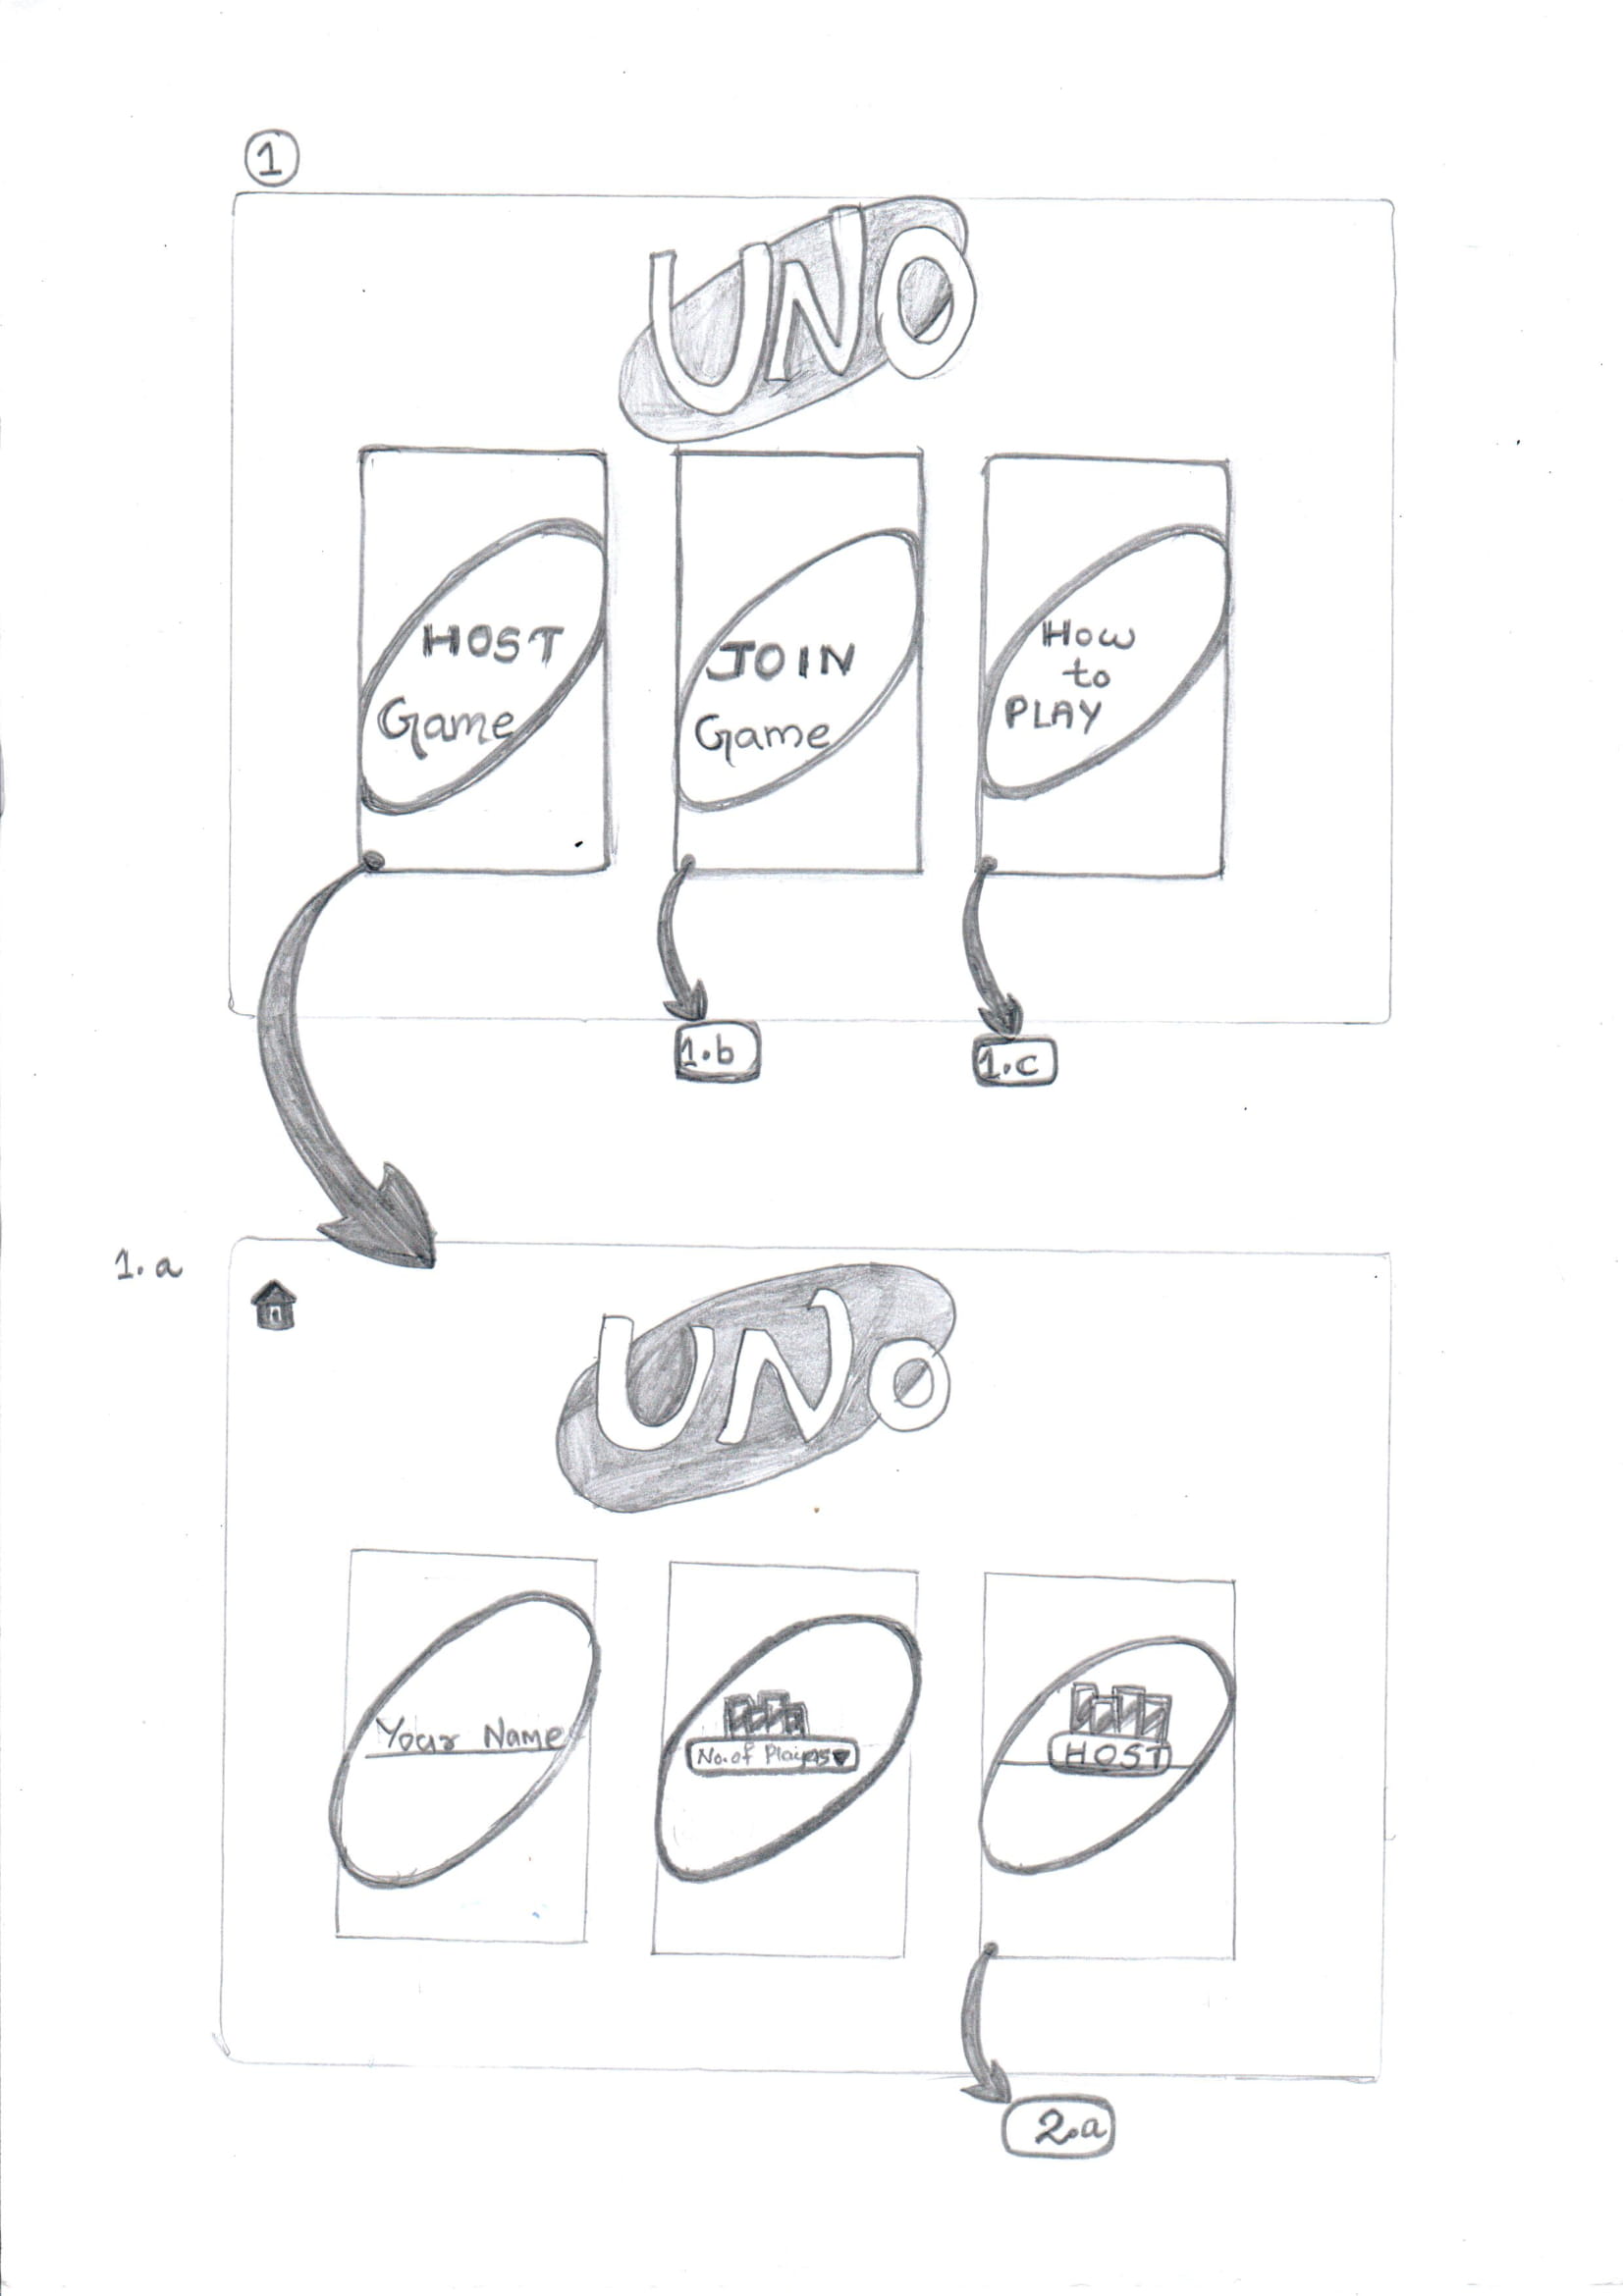 1
UNO
HOST
Game
JOIN
Game
How
to
PLAY
1.b
1.c
1.a
UNO
Your Name
No.of Players
HOST
2.a